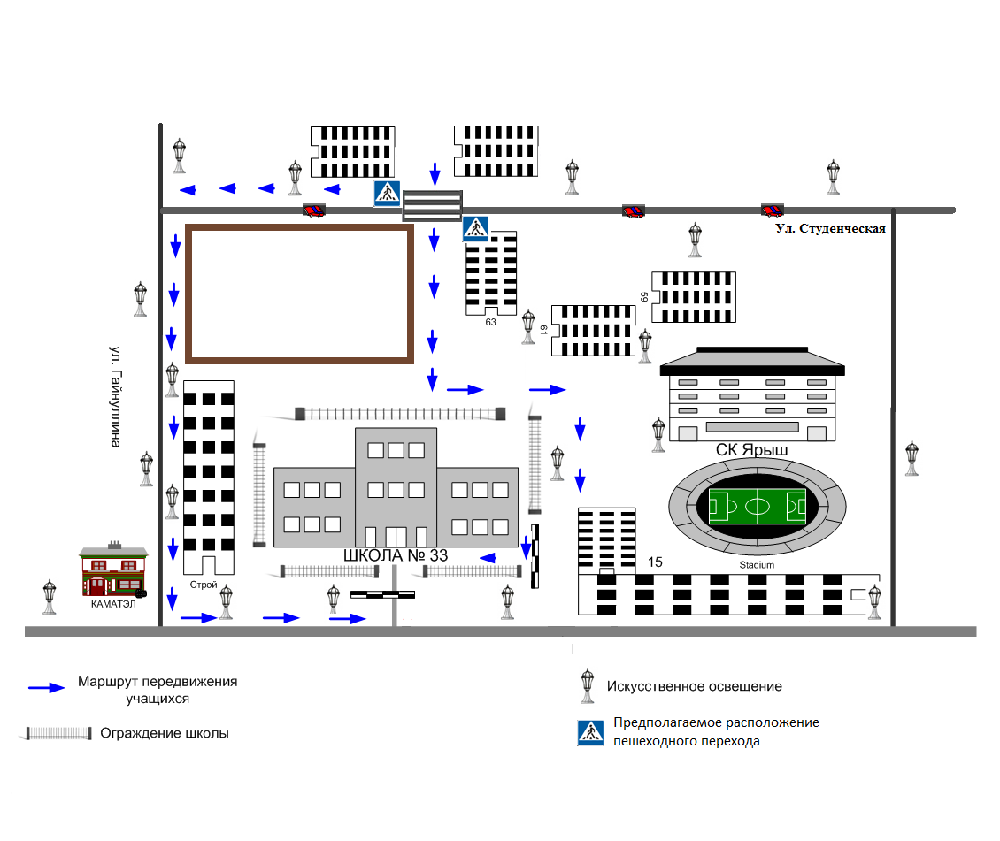 Ул. Студенческая
63
61
59
ул. Гайнуллина
СК Ярыш
ШКОЛА № 33
15
Stadium
Строй
КАМАТЭЛ
Маршрут передвижения
учащихся
Ограждение школы
Искусственное освещение
Предполагаемое расположение
пешеходного перехода